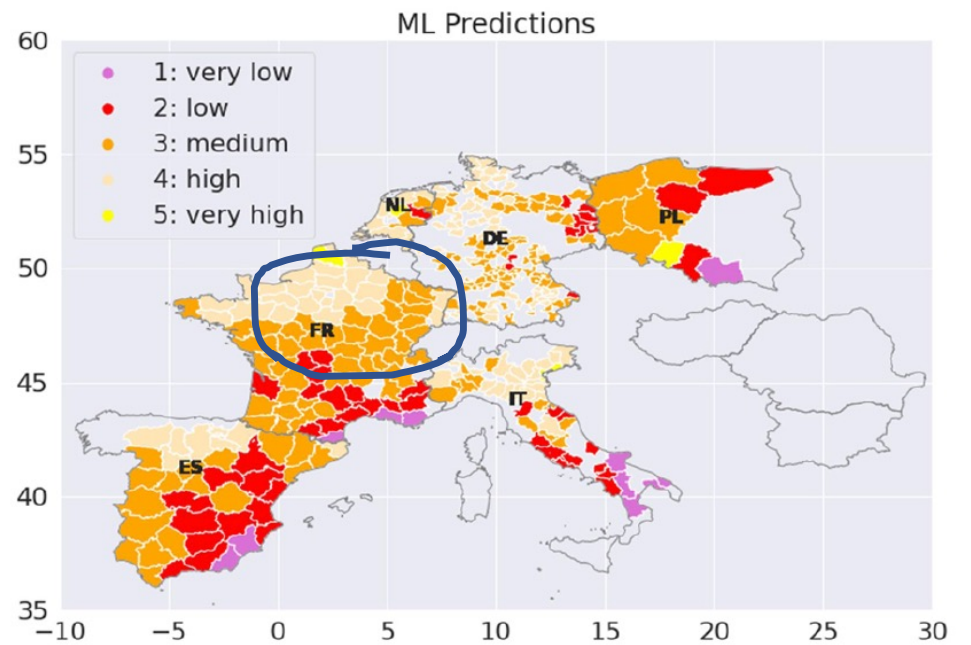 ML Predictions
60
55
50
45
40
35
1: very low
2: low
3: medium
4: high
5: very high
NL
PL
DE
FR
IT
ES
−10
−5
0
5
10
15
20
25
30